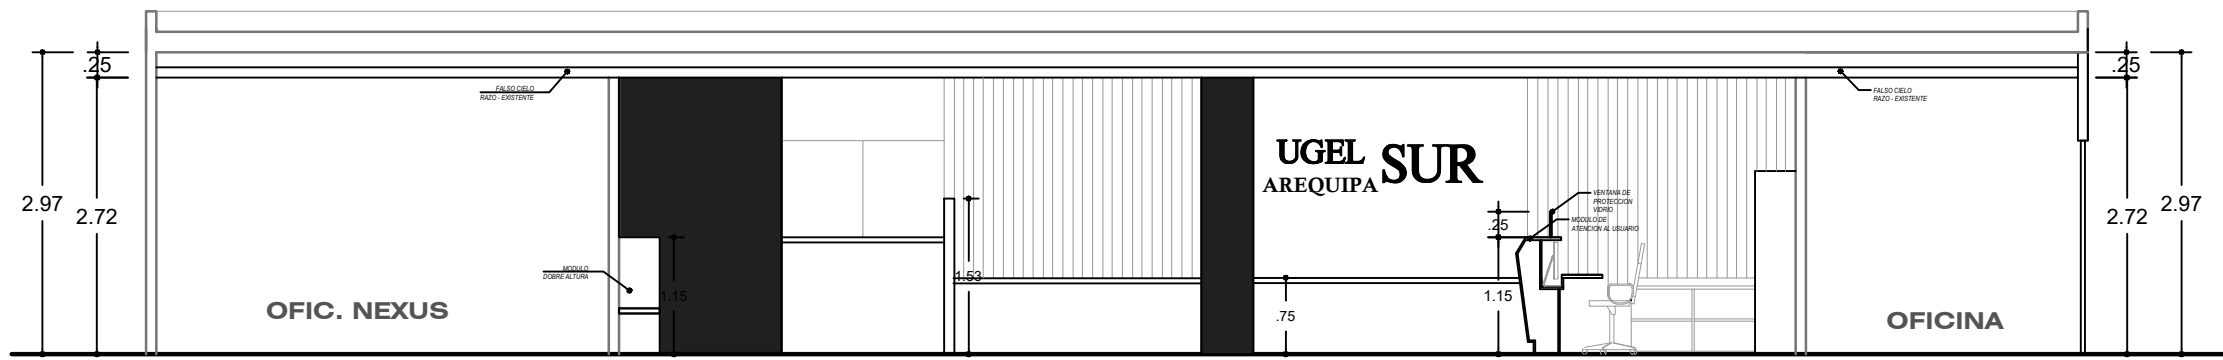 .25
.25
FALSO CIELO
RAZO - EXISTENTE
FALSO CIELO
RAZO - EXISTENTE
UGEL
AREQUIPA
SUR
2.97
2.72
2.72
2.97
VENTANA DE
PROTECCION
VIDRIO
MODULO DE
ATENCION AL USUARIO
.25
MODULO
DOBRE ALTURA
1.53
1.15
1.15
.75
OFIC. NEXUS
OFICINA